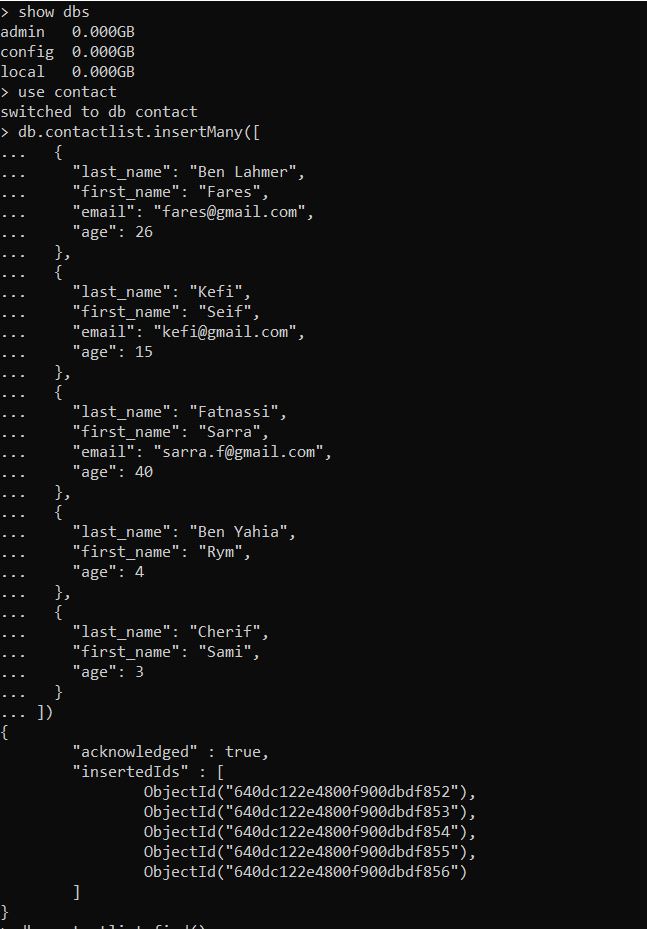 > show dbs
admin   0.000GB
config  0.000GB
local   0.000GB
> use contact
switched to db contact
> db.contactlist.insertMany([
...   {
...     "last_name": "Ben Lahmer",
...     "first_name": "Fares",
...     "email": "fares@gmail.com",
...     "age": 26
...   },
...   {
...     "last_name": "Kefi",
...     "first_name": "Seif",
...     "email": "kefi@gmail.com",
...     "age": 15
...   },
...   {
...     "last_name": "Fatnassi",
...     "first_name": "Sarra",
...     "email": "sarra.f@gmail.com",
...     "age": 40
...   },
...   {
...     "last_name": "Ben Yahia",
...     "first_name": "Rym",
...     "age": 4
...   },
...   {
...     "last_name": "Cherif",
...     "first_name": "Sami",
...     "age": 3
...   }
... ])
{
        "acknowledged" : true,
        "insertedIds" : [
                ObjectId("640dc122e4800f900dbdf852"),
                ObjectId("640dc122e4800f900dbdf853"),
                ObjectId("640dc122e4800f900dbdf854"),
                ObjectId("640dc122e4800f900dbdf855"),
                ObjectId("640dc122e4800f900dbdf856")
        ]
}